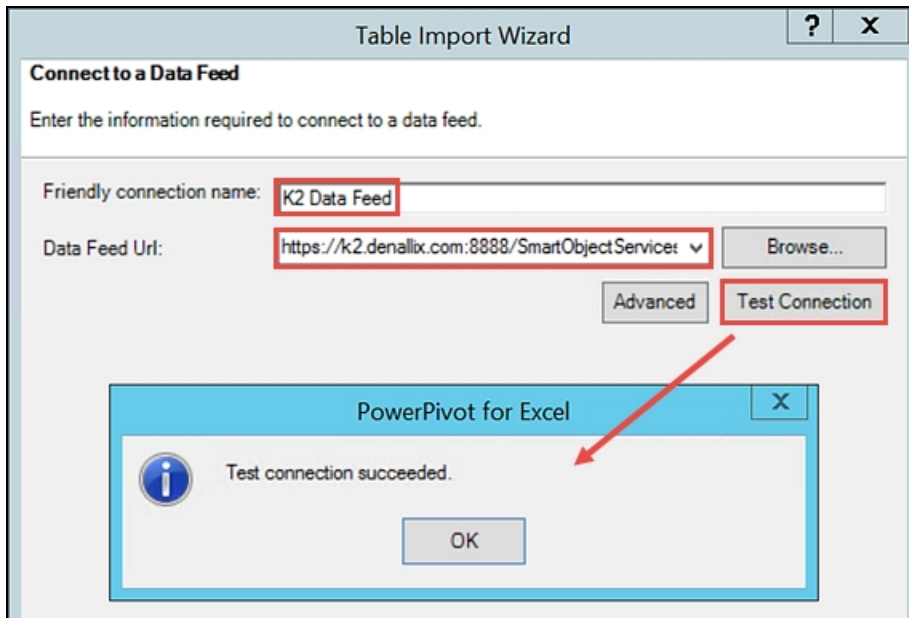 Table Import Wizard
? X
Connect to a Data Feed
Enter the information required to connect to a data feed.
Friendly connection name: K2 Data Feed
Data Feed Url: https://k2.denallix.com:8888/SmartObjectServices Browse...
Advanced Test Connection
PowerPivot for Excel X
i Test connection succeeded.
OK